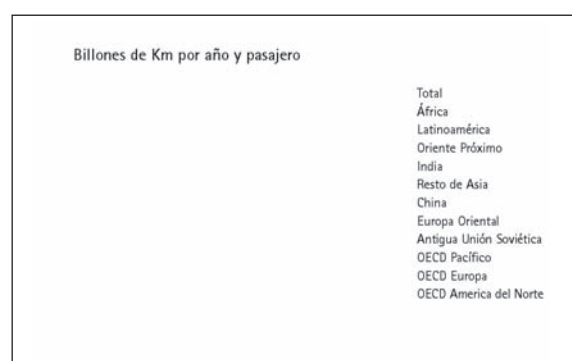 Billones de Km por año y pasajero
Total
África
Latinoamérica
Oriente Próximo
India
Resto de Asia
China
Europa Oriental
Antigua Unión Soviética
OECD Pacífico
OECD Europa
OECD America del Norte